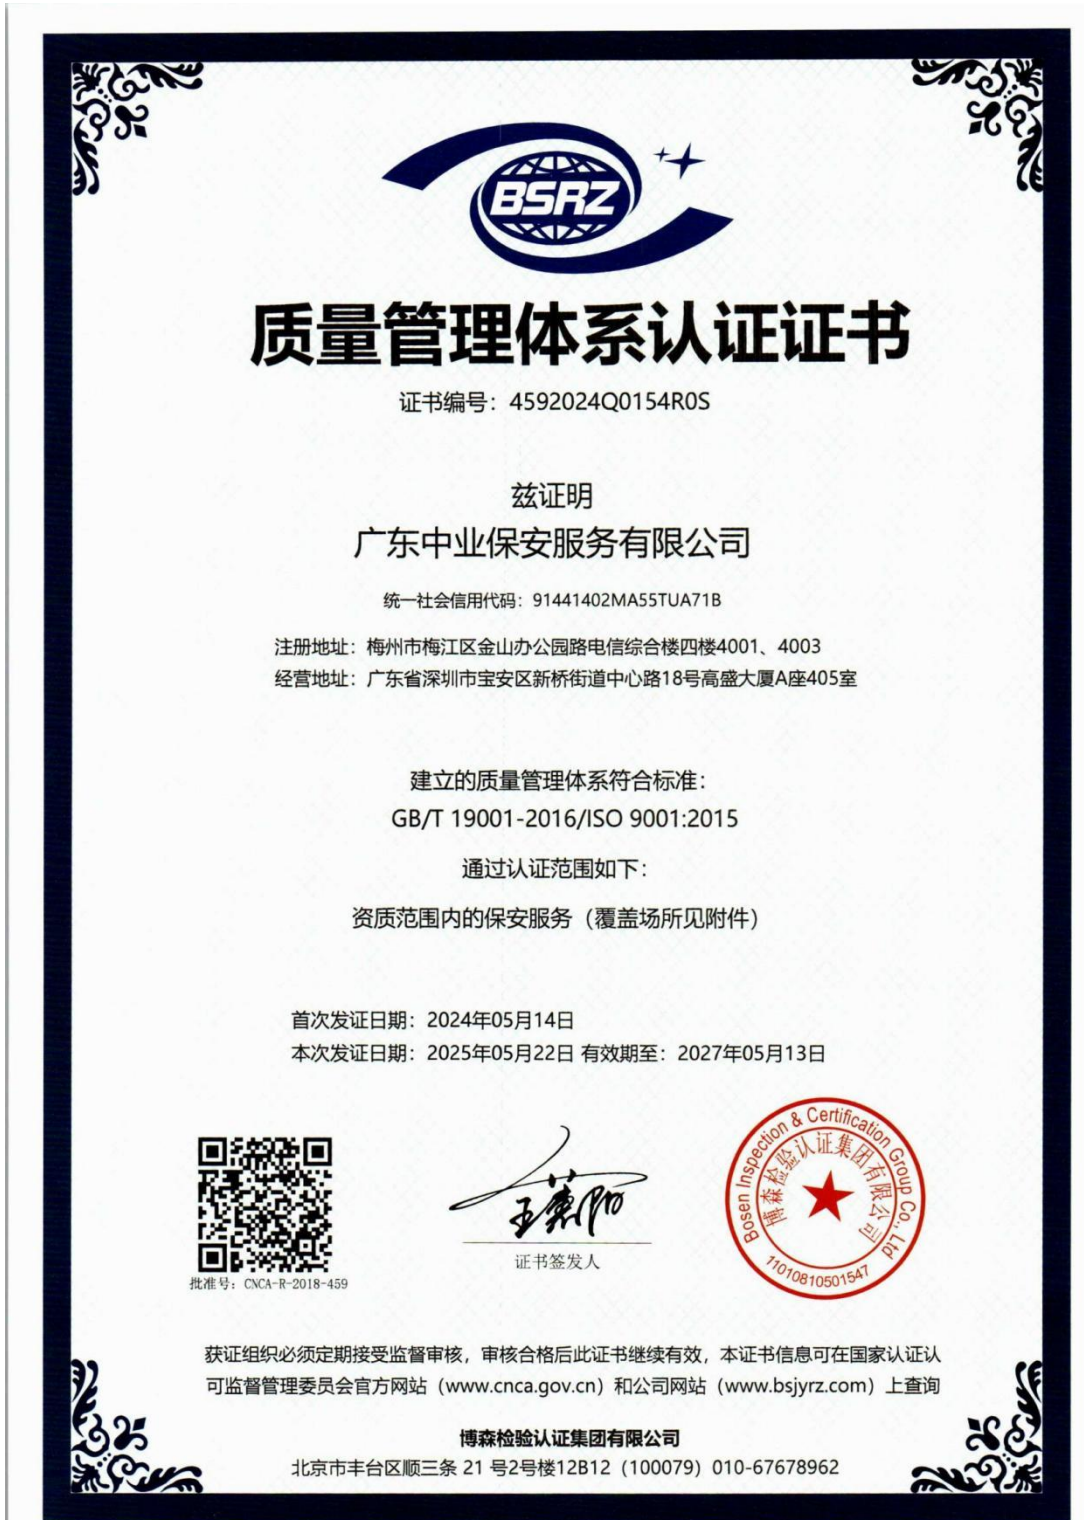 BSRZ
质量管理体系认证证书
证书编号：4592024Q0154R0S
兹证明
广东中业保安服务有限公司
统一社会信用代码：91441402MA55TUA71B
注册地址：梅州市梅江区金山办公园路电信综合楼四楼4001、4003
经营地址：广东省深圳市宝安区新桥街道中心路18号高盛大厦A座405室
建立的质量管理体系符合标准：
GB/T 19001-2016/ISO 9001:2015
通过认证范围如下：
资质范围内的保安服务（覆盖场所见附件）
首次发证日期：2024年05月14日
本次发证日期：2025年05月22日 有效期至：2027年05月13日
批准号：CNCA-R-2018-459
证书签发人
Bosen Inspection & Certification Group Co., Ltd
博森检验认证集团有限公司
11010810501547
获证组织必须定期接受监督审核，审核合格后此证书继续有效，本证书信息可在国家认证认
可监督管理委员会官方网站（www.cnca.gov.cn）和公司网站（www.bsjyrz.com）上查询
博森检验认证集团有限公司
北京市丰台区顺三条 21 号2号楼12B12（100079）010-67678962